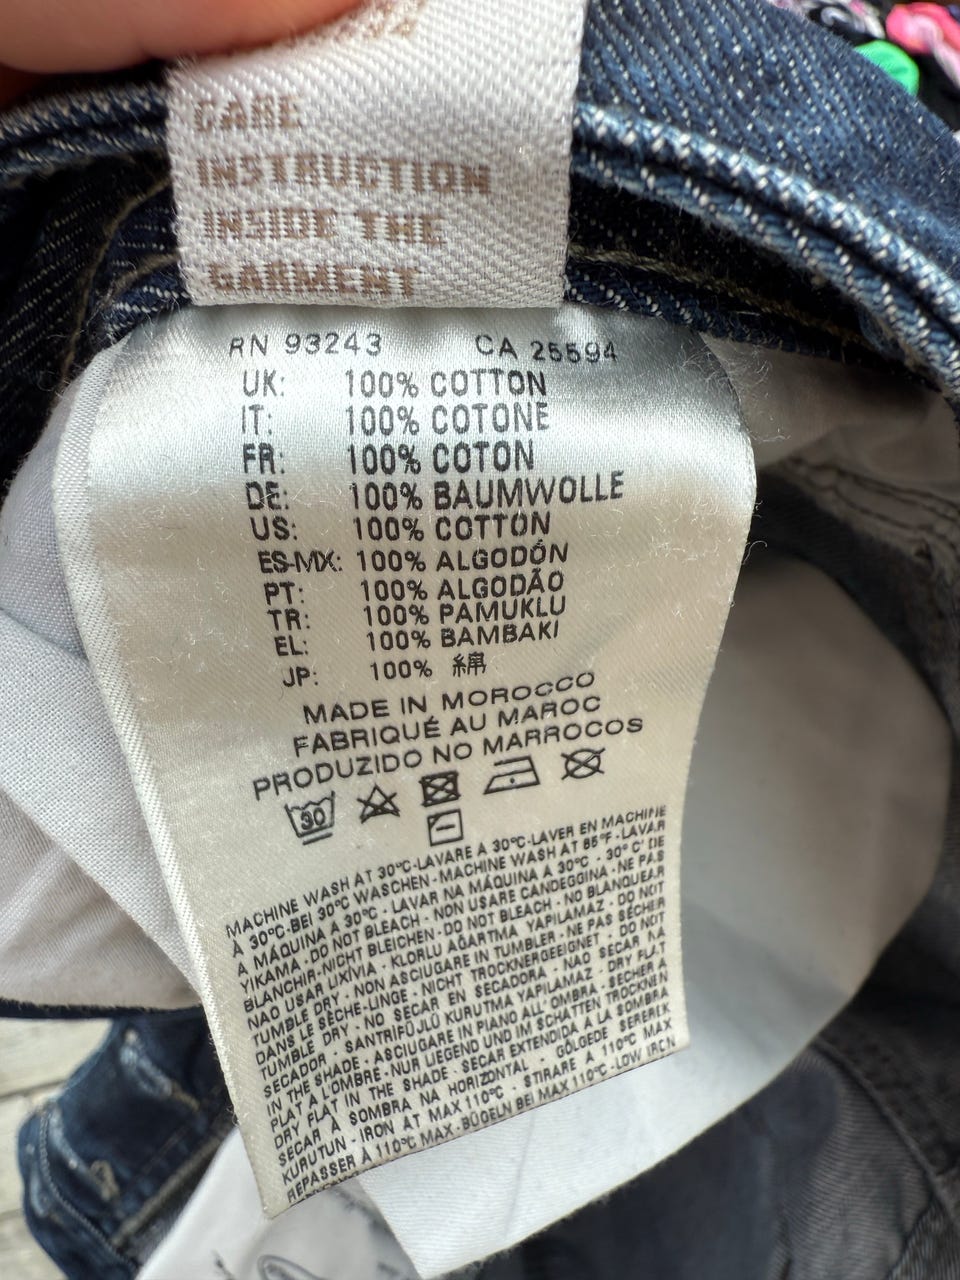 CARE
INSTRUCTION
INSIDE THE
GARMENT
RN 93243 CA 25594
UK: 100% COTTON
IT: 100% COTONE
FR: 100% COTON
DE: 100% BAUMWOLLE
US: 100% COTTON
ES-MX: 100% ALGODÓN
PT: 100% ALGODÃO
TR: 100% PAMUKLU
EL: 100% BAMBAKI
JP: 100% 綿
MADE IN MOROCCO
FABRIQUÉ AU MAROC
PRODUZIDO NO MARROCOS
30
MACHINE WASH AT 30°C-LAVARE A 30°C-LAVER EN MACHINE
À 30°C-BEI 30°C WASCHEN-MACHINE WASH AT 85°F-LAVAR
A MÁQUINA A 30°C - LAVAR NA MÁQUINA A 30°C - 30°C'DE
YIKAMA-DO NOT BLEACH - NON USARE CANDEGGINA - NE PAS
BLANCHIR-NICHT BLEICHEN-DO NOT BLEACH - NO BLANQUEAR
NAO USAR LIXÍVIA - KLORLU AĞARTMA YAPILAMAZ - DO NOT
TUMBLE DRY - NON ASCIUGARE IN TUMBLER - NE PAS SÉCHER
DANS LE SÈCHE-LINGE - NICHT TROCKNERGEEIGNET - DO NOT
TUMBLE DRY - NO SECAR EN SECADORA - NAO SECAR NA
SECADOR - SANTRIFÜJLÜ KURUTMA YAPILAMAZ - DRY FLAT
IN THE SHADE - ASCIUGARE IN PIANO ALL'OMBRA - SÉCHER À
PLAT A L'OMBRE - NUR LIEGEND UND IM SCHATTEN TROCKNEN
DRY FLAT IN THE SHADE - SECAR EXTENDIDA A LA SOMBRA
SECAR À SOMBRA NA HORIZONTAL - GÖLGEDE SEREREK
KURUTUN - IRON AT MAX 110°C - STIRARE A 110°C MAX
REPASSER À 110°C MAX - BÜGELN BEI MAX 110°C - LOW IRON